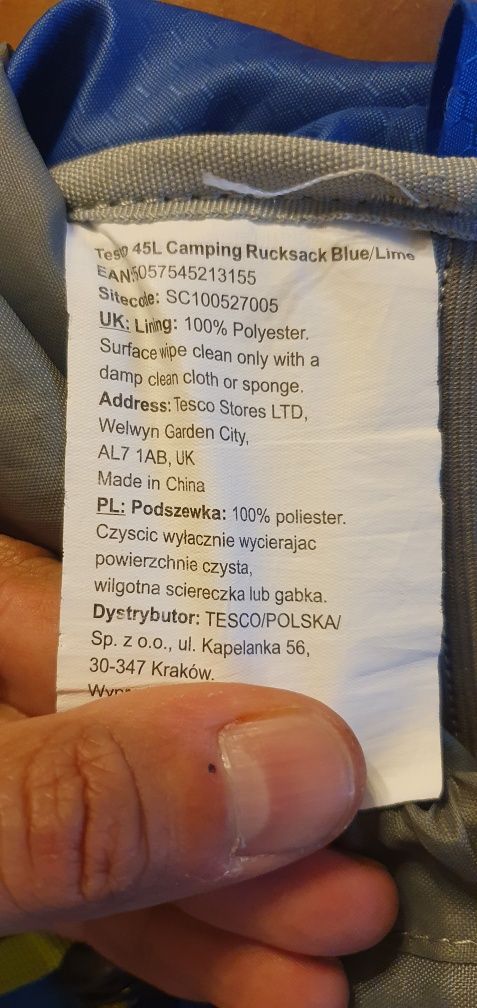 Tesco 45L Camping Rucksack Blue/Lime
EAN:5057545213155
Sitecode: SC100527005
UK: Lining: 100% Polyester.
Surface wipe clean only with a
damp clean cloth or sponge.
Address: Tesco Stores LTD,
Welwyn Garden City,
AL7 1AB, UK
Made in China
PL: Podszewka: 100% poliester.
Czyscic wyłacznie wycierajac
powierzchnie czysta,
wilgotna sciereczka lub gabka.
Dystrybutor: TESCO/POLSKA/
Sp. z o.o., ul. Kapelanka 56,
30-347 Kraków.